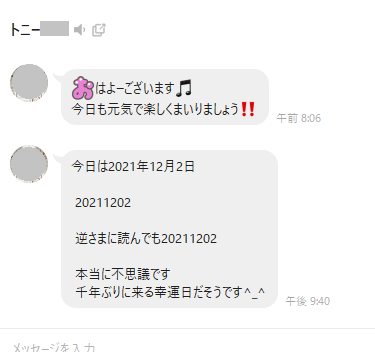 トニー
おはよーございます🎵
今日も元気で楽しくまいりましょう‼️
午前 8:06
今日は2021年12月2日
20211202
逆さまに読んでも20211202
本当に不思議です
千年ぶりに来る幸運日だそうです^_^
午後 9:40
メッセージを入力